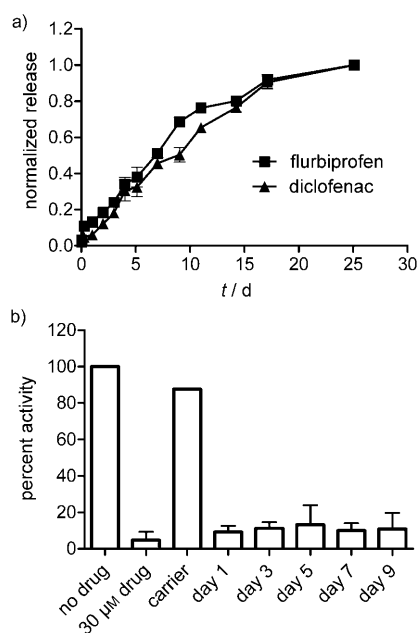 a)
normalized release
1.2
1.0
0.8
0.6
0.4
0.2
0.0
flurbiprofen
diclofenac
0 5 10 15 20 25 30
t / d
b)
percent activity
120
100
80
60
40
20
0
no drug
30 µM drug
carrier
day 1
day 3
day 5
day 7
day 9